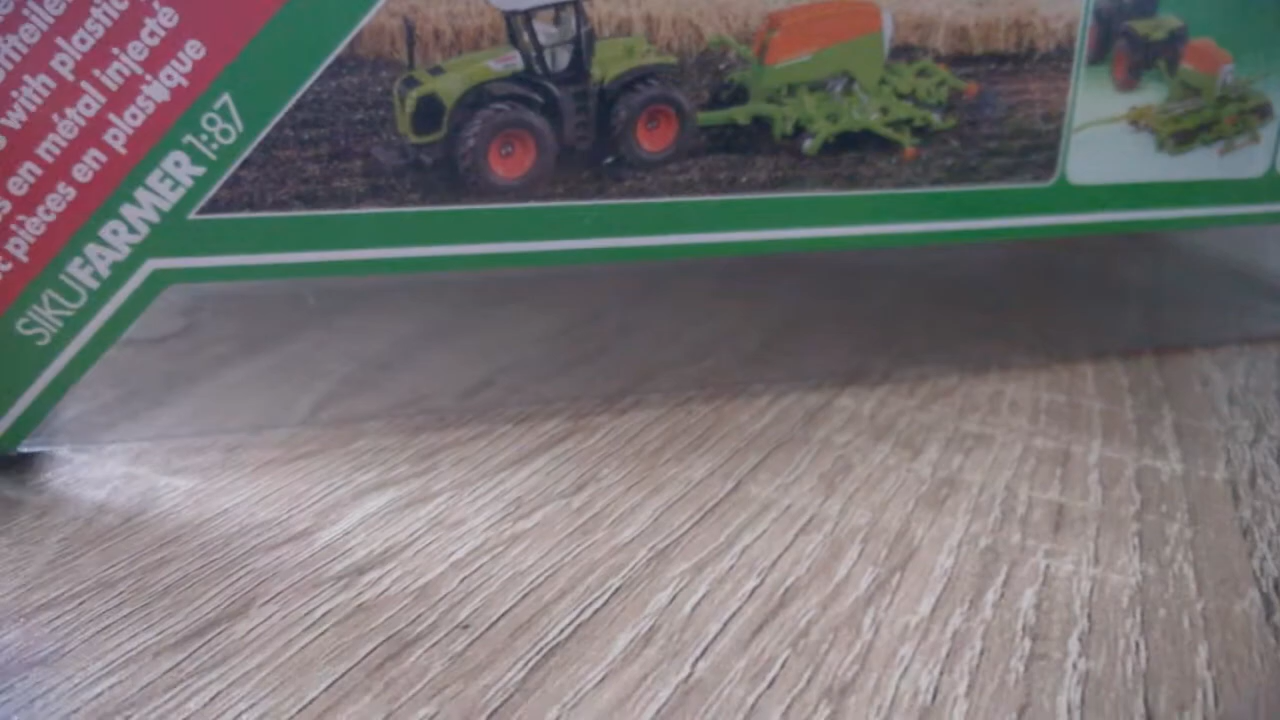 with plastic
en métal injecté
pièces en plastique
SIKUFARMER 1:87